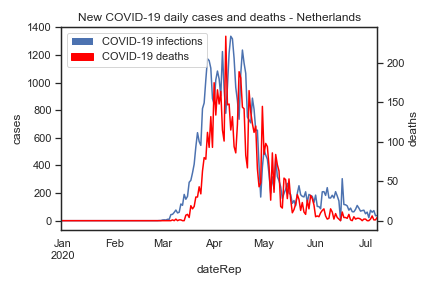 New COVID-19 daily cases and deaths - Netherlands
COVID-19 infections
COVID-19 deaths
1400
1200
1000
800
600
400
200
0
cases
200
150
100
50
0
deaths
Jan Feb Mar Apr May Jun Jul
2020
dateRep